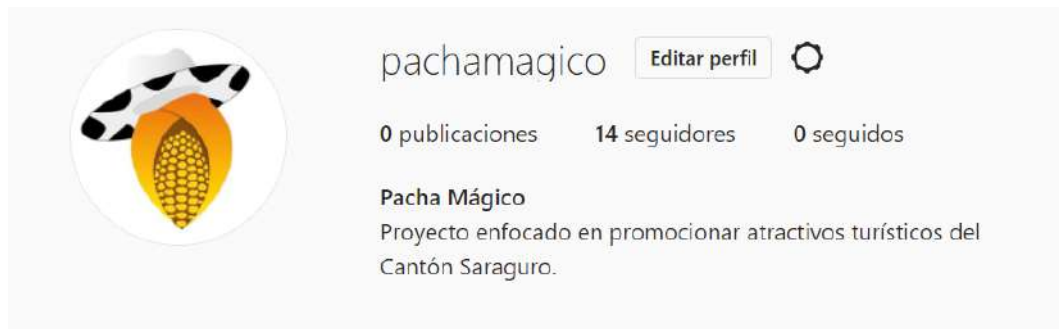 pachamagico Editar perfil
0 publicaciones 14 seguidores 0 seguidos
Pacha Mágico
Proyecto enfocado en promocionar atractivos turísticos del
Cantón Saraguro.